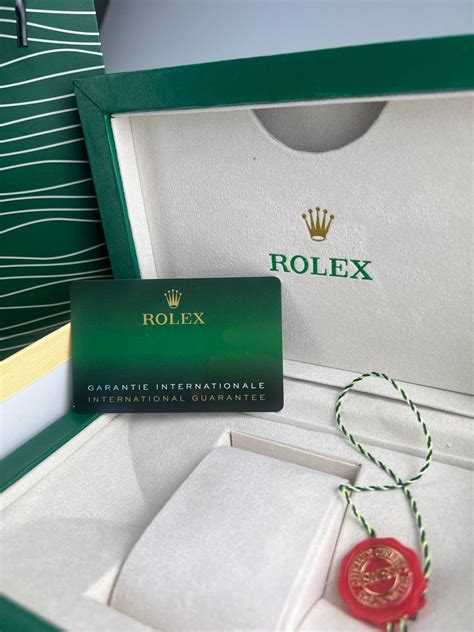 ROLEX
ROLEX
GARANTIE INTERNATIONALE
INTERNATIONAL GUARANTEE